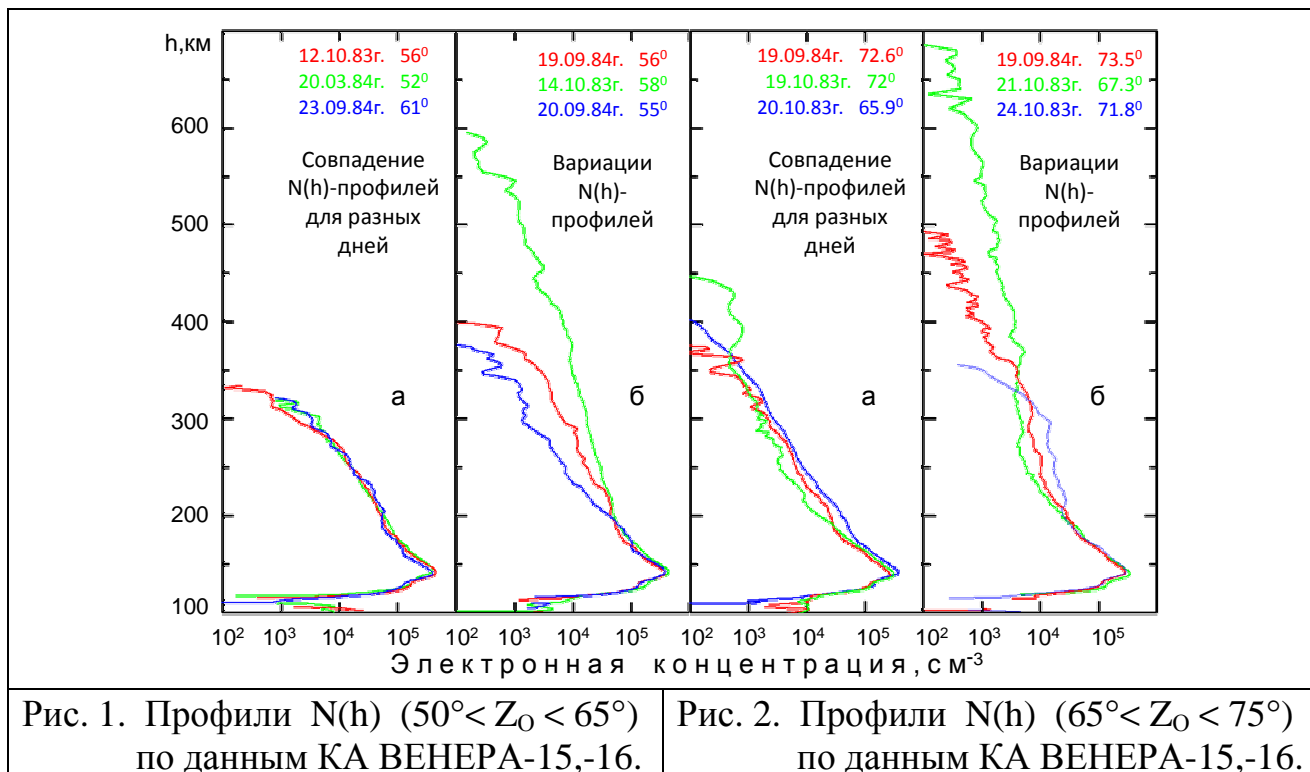 h,км
12.10.83г. 56⁰
20.03.84г. 52⁰
23.09.84г. 61⁰
Совпадение
N(h)-профилей
для разных
дней
а
19.09.84г. 56⁰
14.10.83г. 58⁰
20.09.84г. 55⁰
Вариации
N(h)-
профилей
б
19.09.84г. 72.6⁰
19.10.83г. 72⁰
20.10.83г. 65.9⁰
Совпадение
N(h)-профилей
для разных
дней
а
19.09.84г. 73.5⁰
21.10.83г. 67.3⁰
24.10.83г. 71.8⁰
Вариации
N(h)-
профилей
б
600
500
400
300
200
100
10² 10³ 10⁴ 10⁵ 10² 10³ 10⁴ 10⁵ 10² 10³ 10⁴ 10⁵ 10² 10³ 10⁴ 10⁵
Электронная концентрация,см⁻³
Рис. 1. Профили N(h) (50°< Z_O < 65°)
по данным КА ВЕНЕРА-15,-16.
Рис. 2. Профили N(h) (65°< Z_O < 75°)
по данным КА ВЕНЕРА-15,-16.